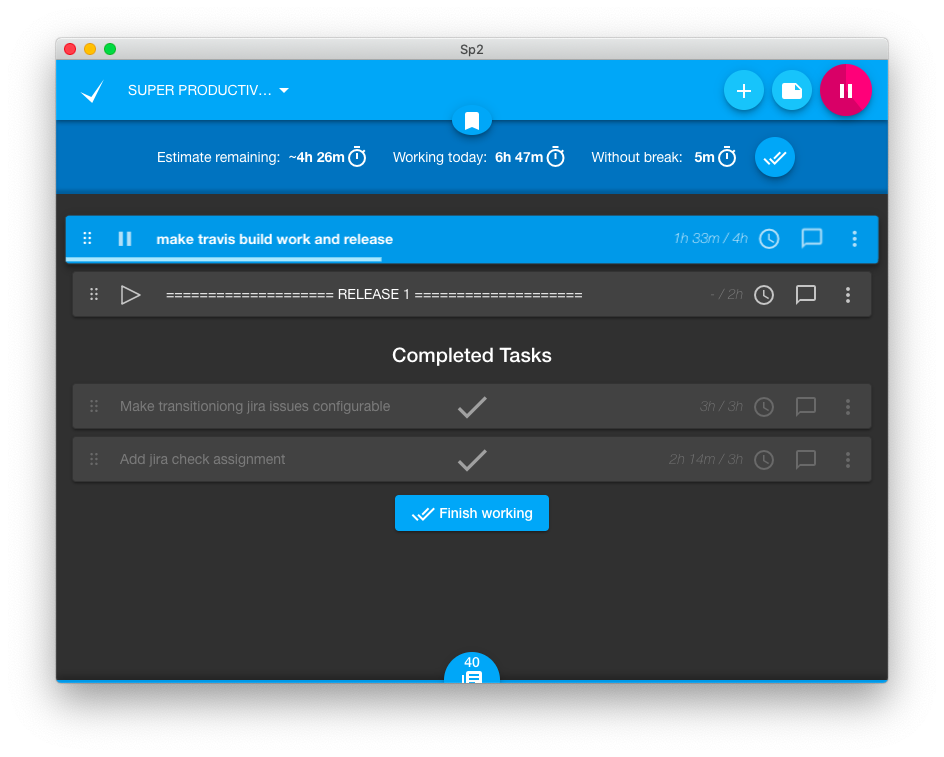 Sp2
SUPER PRODUCTIV...
Estimate remaining: ~4h 26m Working today: 6h 47m Without break: 5m
make travis build work and release 1h 33m / 4h
==================== RELEASE 1 ==================== - / 2h
Completed Tasks
Make transitioniong jira issues configurable 3h / 3h
Add jira check assignment 2h 14m / 3h
Finish working
40